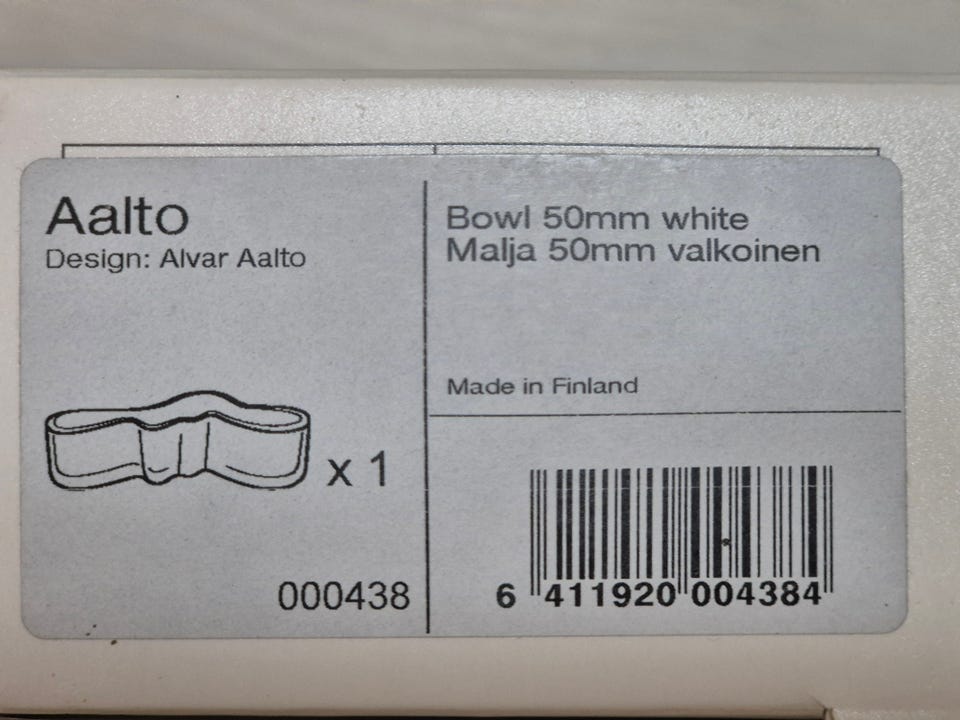 Aalto
Design: Alvar Aalto
x 1
000438
Bowl 50mm white
Malja 50mm valkoinen
Made in Finland
6 411920 004384